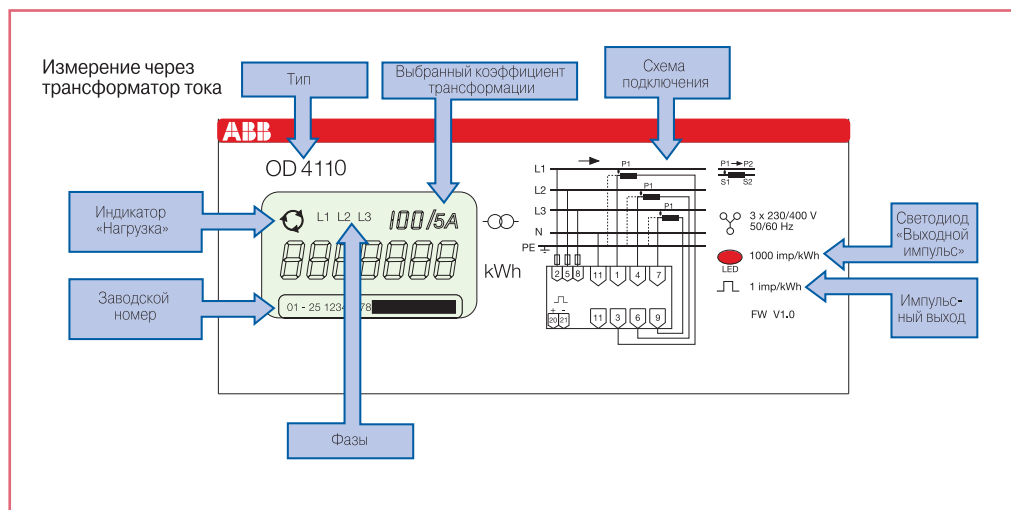 Измерение через
трансформатор тока
Тип
Выбранный коэффициент
трансформации
Схема
подключения
ABB
OD 4110
Индикатор
«Нагрузка»
L1 L2 L3
100/5A
8888888
kWh
Заводской
номер
01 - 25 1234 78
Фазы
L1
L2
L3
N
PE
P1
P1
P1
2 5 8 11 1 4 7
+ -
20 21 11 3 6 9
P1 P2
S1 S2
3 x 230/400 V
50/60 Hz
LED
1000 imp/kWh
1 imp/kWh
FW V1.0
Светодиод
«Выходной
импульс»
Импульс-
ный выход